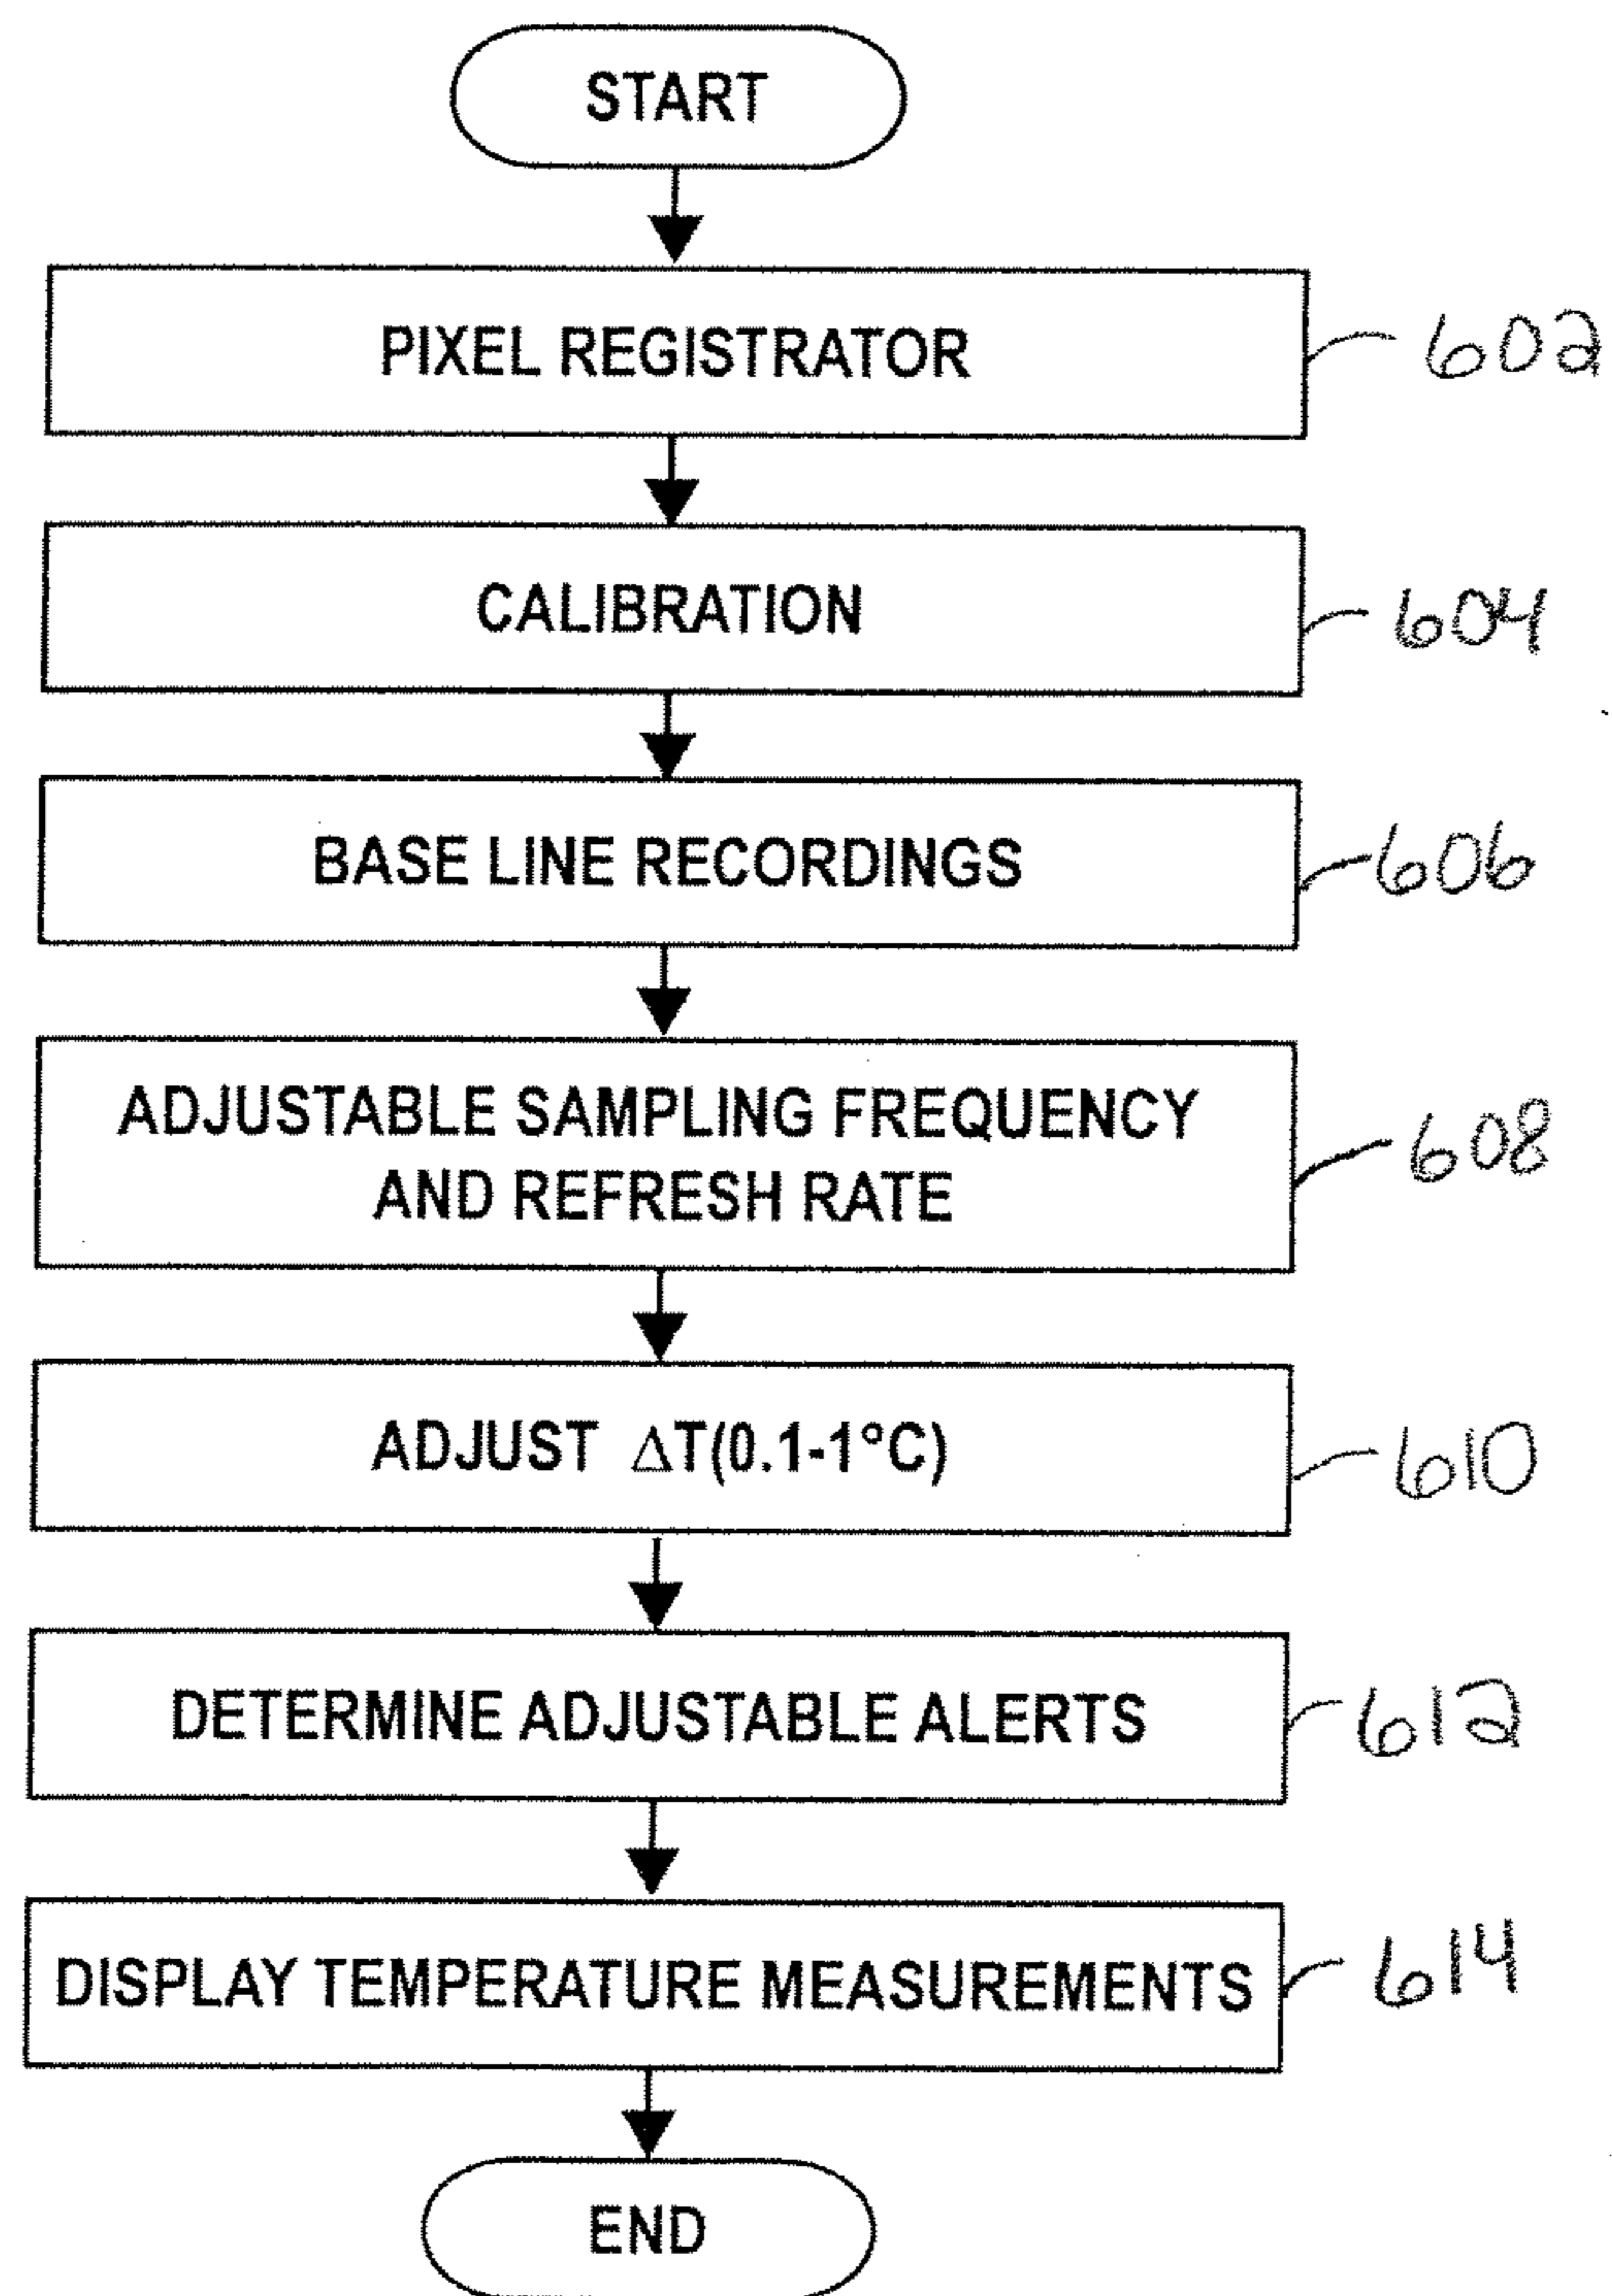 START
PIXEL REGISTRATOR
602
CALIBRATION
604
BASE LINE RECORDINGS
606
ADJUSTABLE SAMPLING FREQUENCY
AND REFRESH RATE
608
ADJUST ΔT(0.1-1°C)
610
DETERMINE ADJUSTABLE ALERTS
612
DISPLAY TEMPERATURE MEASUREMENTS
614
END